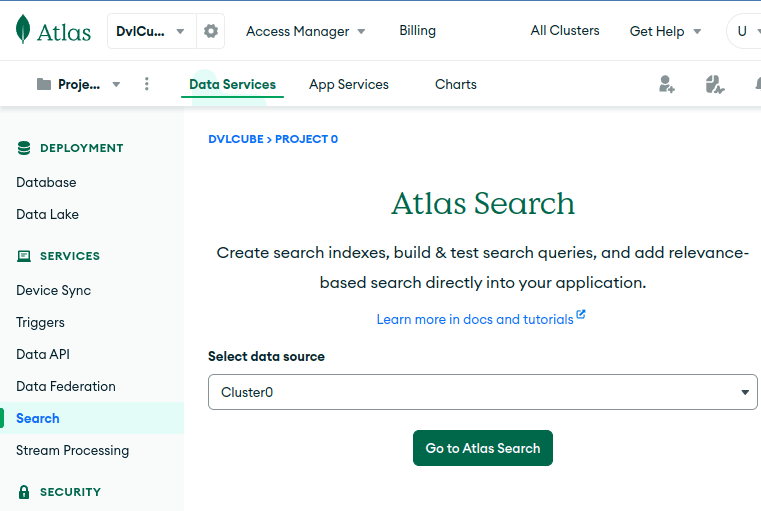 Atlas DvlCu... Access Manager Billing All Clusters Get Help U
Proje... Data Services App Services Charts
DEPLOYMENT
Database
Data Lake
SERVICES
Device Sync
Triggers
Data API
Data Federation
Search
Stream Processing
SECURITY
DVLCUBE > PROJECT 0
Atlas Search
Create search indexes, build & test search queries, and add relevance-
based search directly into your application.
Learn more in docs and tutorials
Select data source
Cluster0
Go to Atlas Search